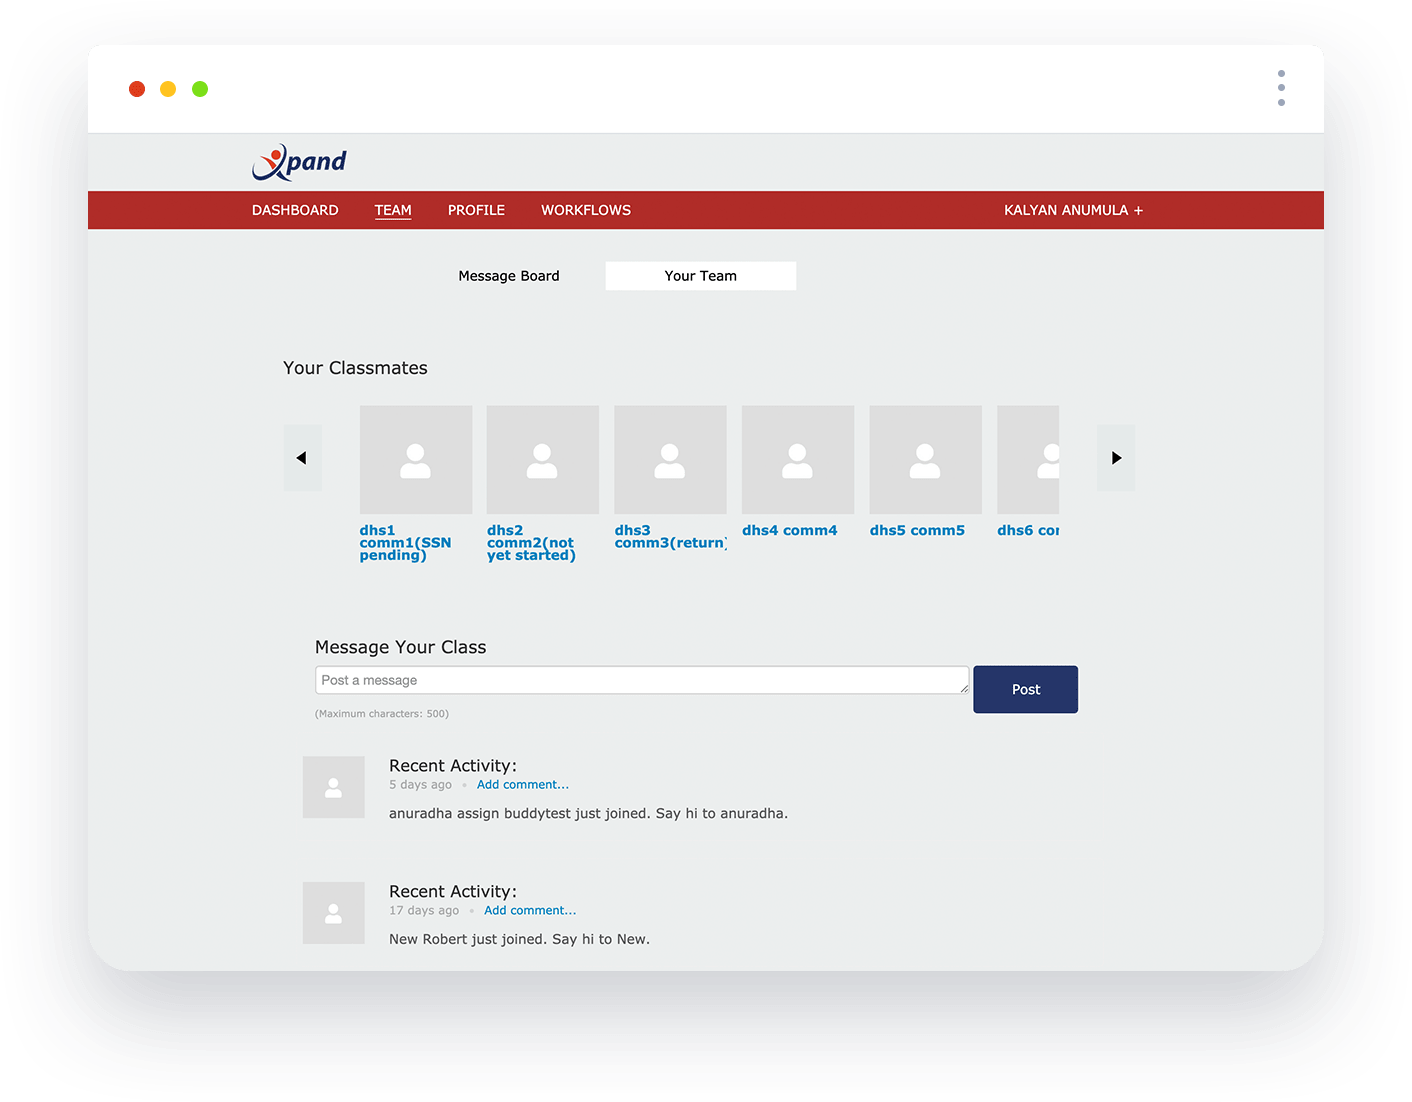 Xpand
DASHBOARD TEAM PROFILE WORKFLOWS KALYAN ANUMULA +
Message Board Your Team
Your Classmates
dhs1
comm1(SSN
pending)
dhs2
comm2(not
yet started)
dhs3
comm3(return)
dhs4 comm4
dhs5 comm5
dhs6 com
Message Your Class
Post a message
Post
(Maximum characters: 500)
Recent Activity:
5 days ago • Add comment...
anuradha assign buddytest just joined. Say hi to anuradha.
Recent Activity:
17 days ago • Add comment...
New Robert just joined. Say hi to New.